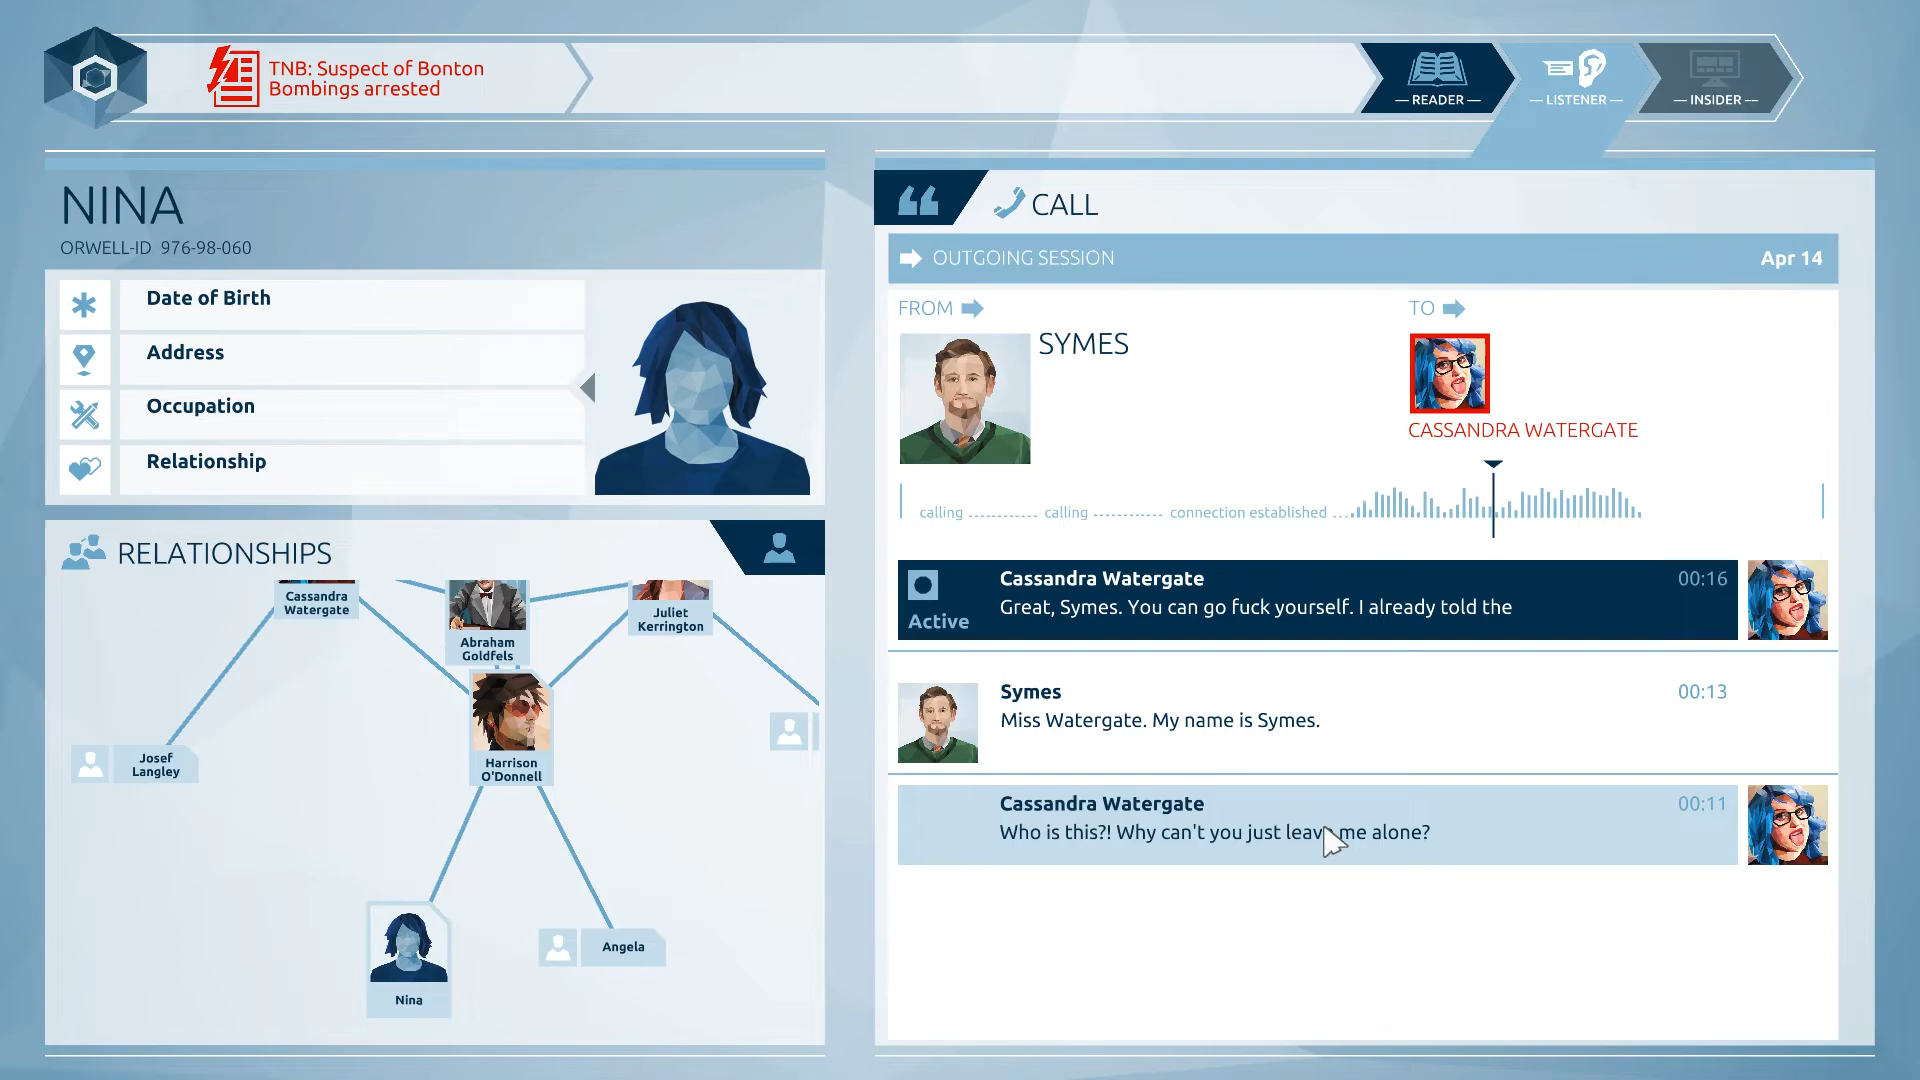 TNB: Suspect of Bonton
Bombings arrested
— READER —
— LISTENER —
— INSIDER —
NINA
ORWELL-ID 976-98-060
Date of Birth
Address
Occupation
Relationship
RELATIONSHIPS
Cassandra
Watergate
Abraham
Goldfels
Juliet
Kerrington
Josef
Langley
Harrison
O'Donnell
Nina
Angela
CALL
OUTGOING SESSION
Apr 14
FROM
TO
SYMES
CASSANDRA WATERGATE
calling ............ calling ............ connection established ...
Cassandra Watergate
00:16
Great, Symes. You can go fuck yourself. I already told the
Active
Symes
00:13
Miss Watergate. My name is Symes.
Cassandra Watergate
00:11
Who is this?! Why can't you just leave me alone?